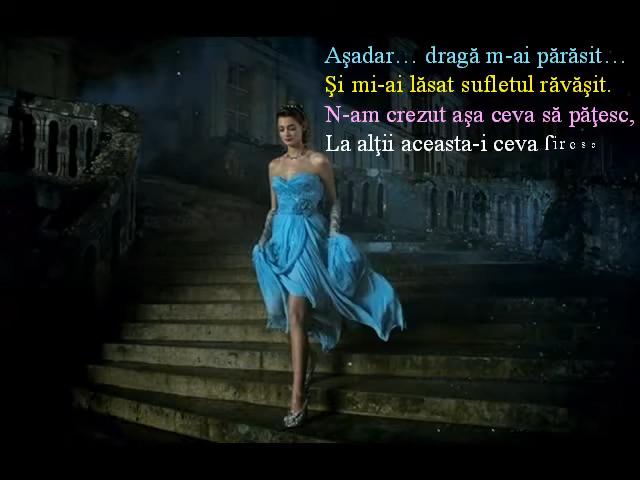 Aşadar… dragă m-ai părăsit…
Şi mi-ai lăsat sufletul răvăşit.
N-am crezut aşa ceva să păţesc,
La alţii aceasta-i ceva